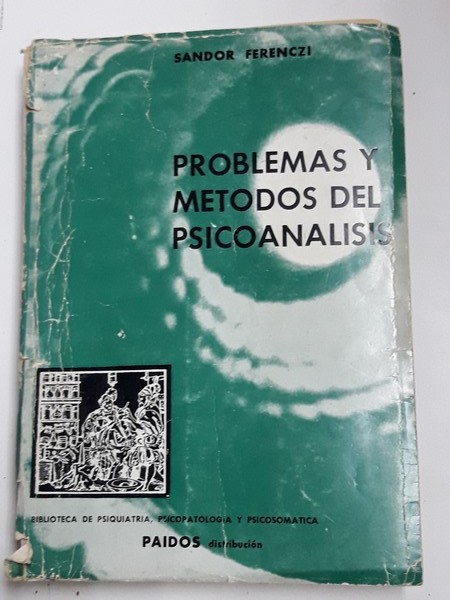 SANDOR FERENCZI
PROBLEMAS Y
METODOS DEL
PSICOANALISIS
BIBLIOTECA DE PSIQUIATRIA, PSICOPATOLOGIA Y PSICOSOMATICA
PAIDOS distribución